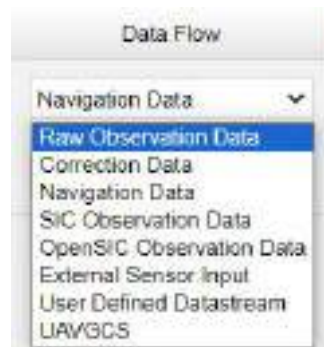 Data Flow
Navigation Data
Raw Observation Data
Correction Data
Navigation Data
SIC Observation Data
OpenSIC Observation Data
External Sensor Input
User Defined Datastream
UAVGCS